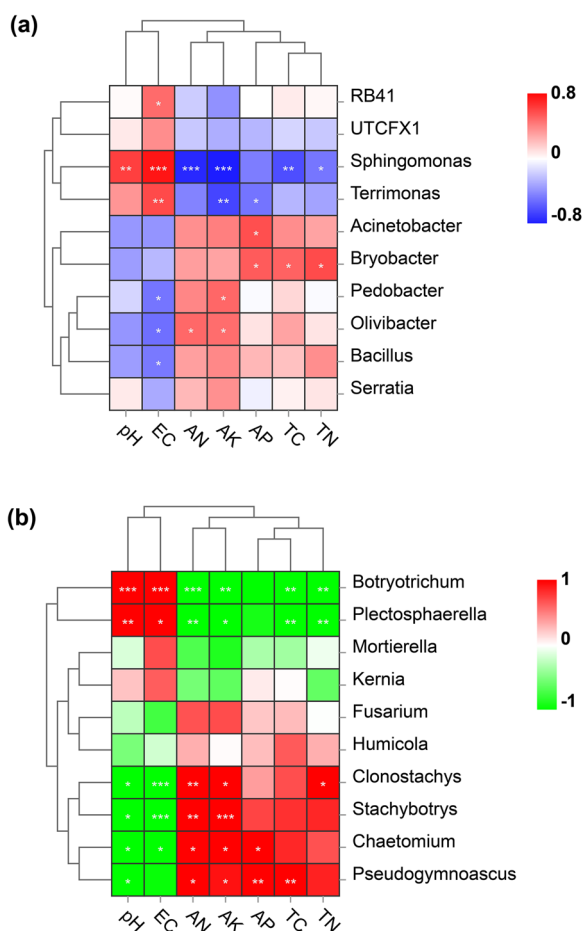 (a)
RB41
*
UTCFX1
0.8
Sphingomonas
** *** *** *** ** *
0
Terrimonas
** ** *
-0.8
Acinetobacter
*
Bryobacter
* * *
Pedobacter
* *
Olivibacter
* * *
Bacillus
*
Serratia
pH EC AN AK AP TC TN
(b)
Botryotrichum
*** *** *** ** ** **
1
Plectosphaerella
** * ** * ** **
Mortierella
0
Kernia
-1
Fusarium
Humicola
Clonostachys
* *** ** * *
Stachybotrys
* *** ** ***
Chaetomium
* * * * *
Pseudogymnoascus
* * * ** **
pH EC AN AK AP TC TN